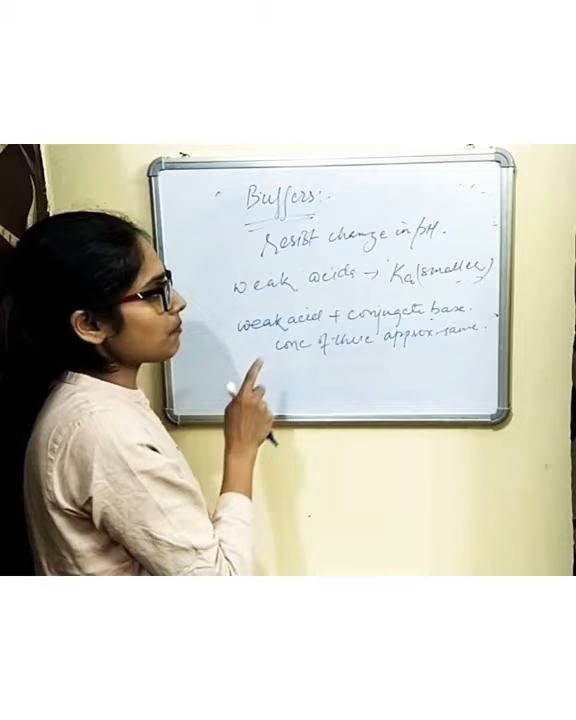 Buffers:-
resist change in pH.
weak acids → Ka (smaller)
weak acid + conjugate base.
conc of these approx. same.